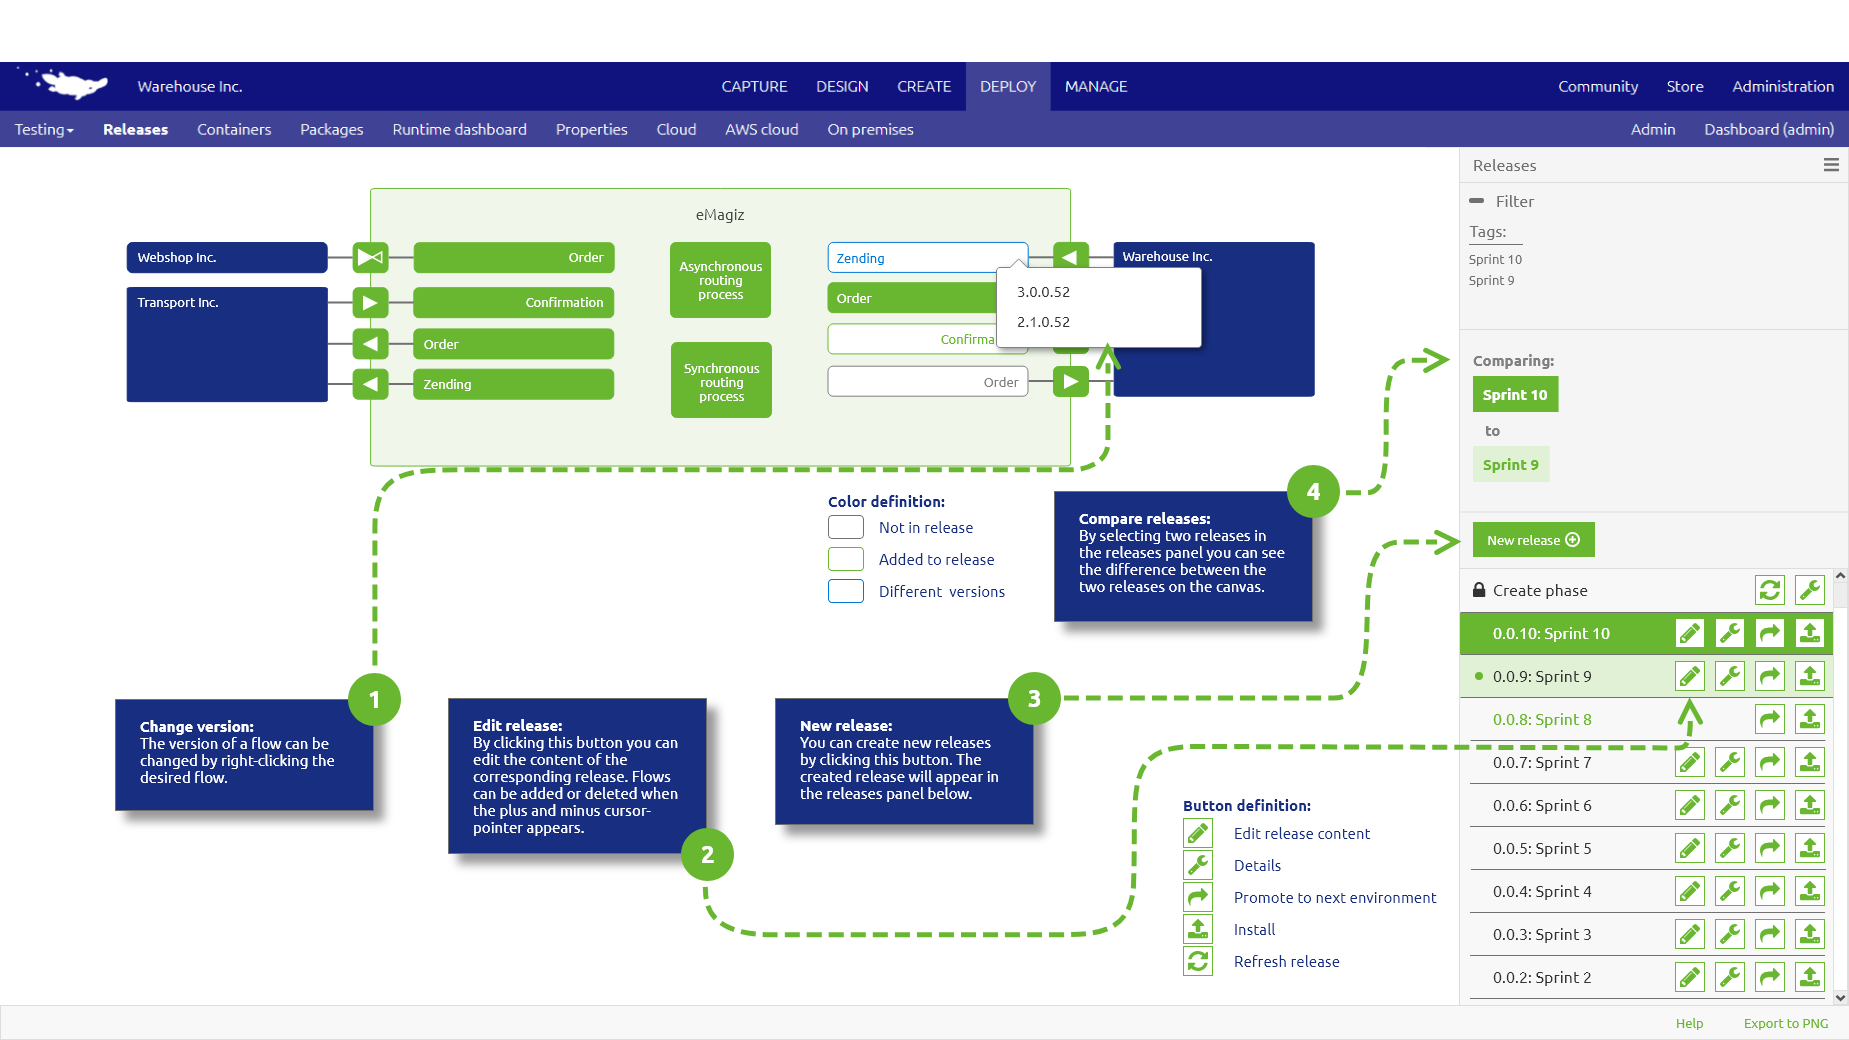 Warehouse Inc.
CAPTURE
DESIGN
CREATE
DEPLOY
MANAGE
Community
Store
Administration
Testing
Releases
Containers
Packages
Runtime dashboard
Properties
Cloud
AWS cloud
On premises
Admin
Dashboard (admin)
eMagiz
Webshop Inc.
Transport Inc.
Order
Confirmation
Order
Zending
Asynchronous
routing
process
Synchronous
routing
process
Zending
Order
Confirma
Order
Warehouse Inc.
3.0.0.52
2.1.0.52
Color definition:
Not in release
Added to release
Different versions
4
Compare releases:
By selecting two releases in
the releases panel you can see
the difference between the
two releases on the canvas.
1
Change version:
The version of a flow can be
changed by right-clicking the
desired flow.
Edit release:
By clicking this button you can
edit the content of the
corresponding release. Flows
can be added or deleted when
the plus and minus cursor-
pointer appears.
2
3
New release:
You can create new releases
by clicking this button. The
created release will appear in
the releases panel below.
Button definition:
Edit release content
Details
Promote to next environment
Install
Refresh release
Releases
Filter
Tags:
Sprint 10
Sprint 9
Comparing:
Sprint 10
to
Sprint 9
New release
Create phase
0.0.10: Sprint 10
0.0.9: Sprint 9
0.0.8: Sprint 8
0.0.7: Sprint 7
0.0.6: Sprint 6
0.0.5: Sprint 5
0.0.4: Sprint 4
0.0.3: Sprint 3
0.0.2: Sprint 2
Help
Export to PNG